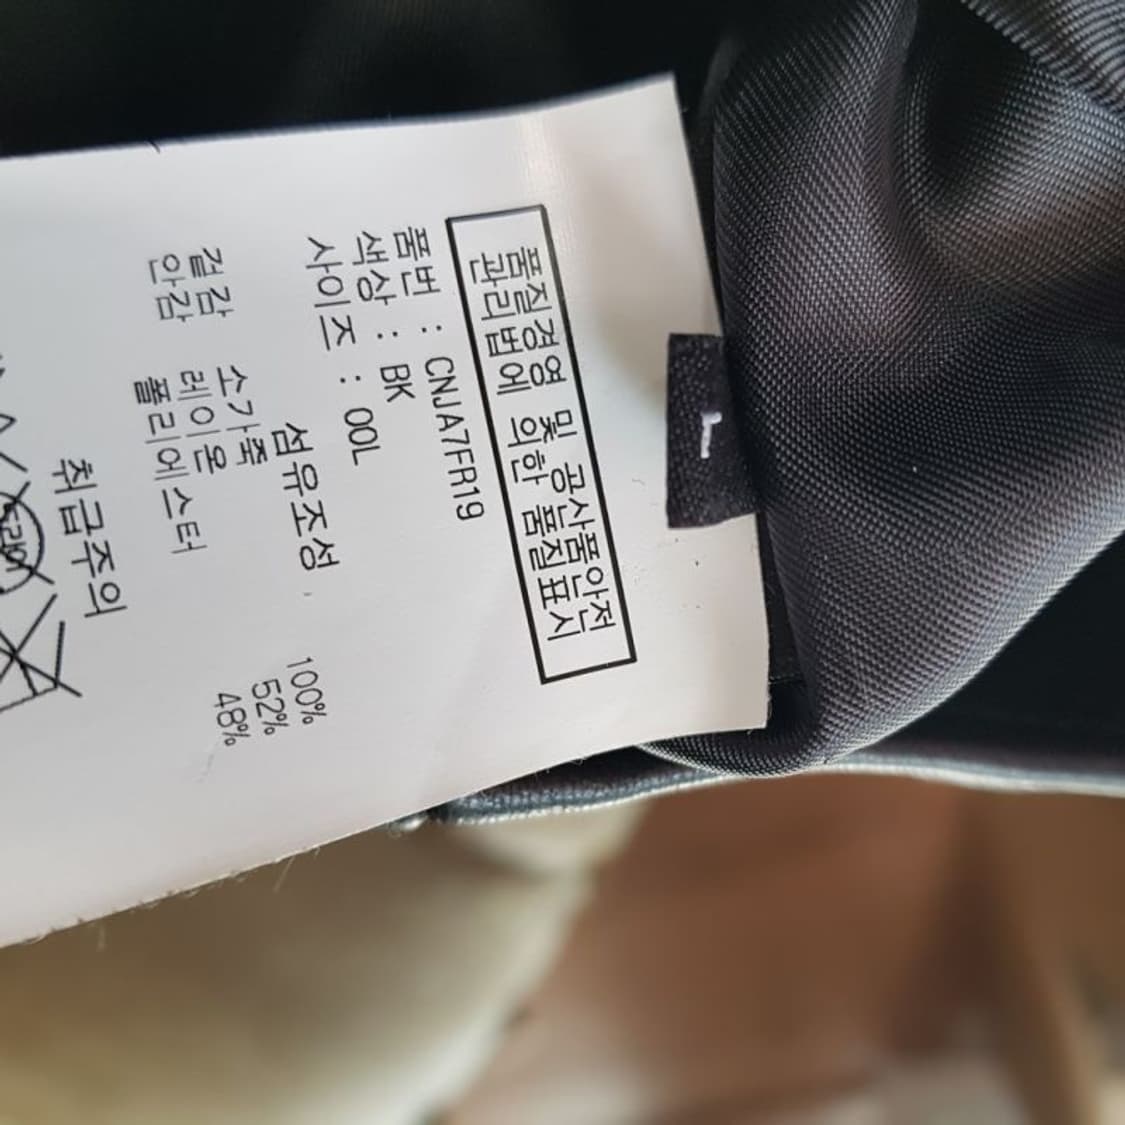 L
품질경영 및 공산품안전
관리법에 의한 품질표시
품번 : CNJA7FR19
색상 : BK
사이즈 : 00L
섬유조성
겉감 소가죽 100%
안감 레이온 52%
폴리에스터 48%
취급주의